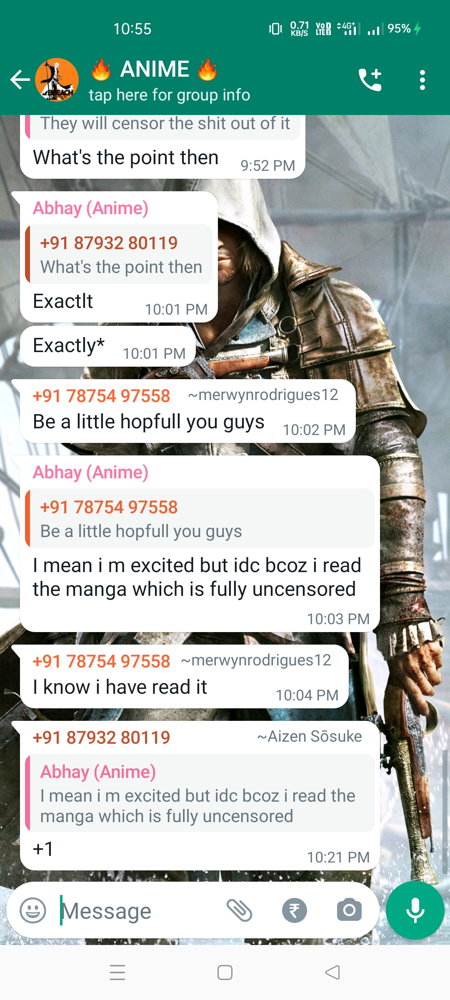 10:55
0.71
KB/S
VoD
LTE2
4G+
95%
🔥 ANIME 🔥
tap here for group info
BLEACH
They will censor the shit out of it
What's the point then
9:52 PM
Abhay (Anime)
+91 87932 80119
What's the point then
ExactIt
10:01 PM
Exactly*
10:01 PM
+91 78754 97558 ~merwynrodrigues12
Be a little hopfull you guys
10:02 PM
Abhay (Anime)
+91 78754 97558
Be a little hopfull you guys
I mean i m excited but idc bcoz i read
the manga which is fully uncensored
10:03 PM
+91 78754 97558 ~merwynrodrigues12
I know i have read it
10:04 PM
+91 87932 80119 ~Aizen Sōsuke
Abhay (Anime)
I mean i m excited but idc bcoz i read the
manga which is fully uncensored
+1
10:21 PM
Message
₹